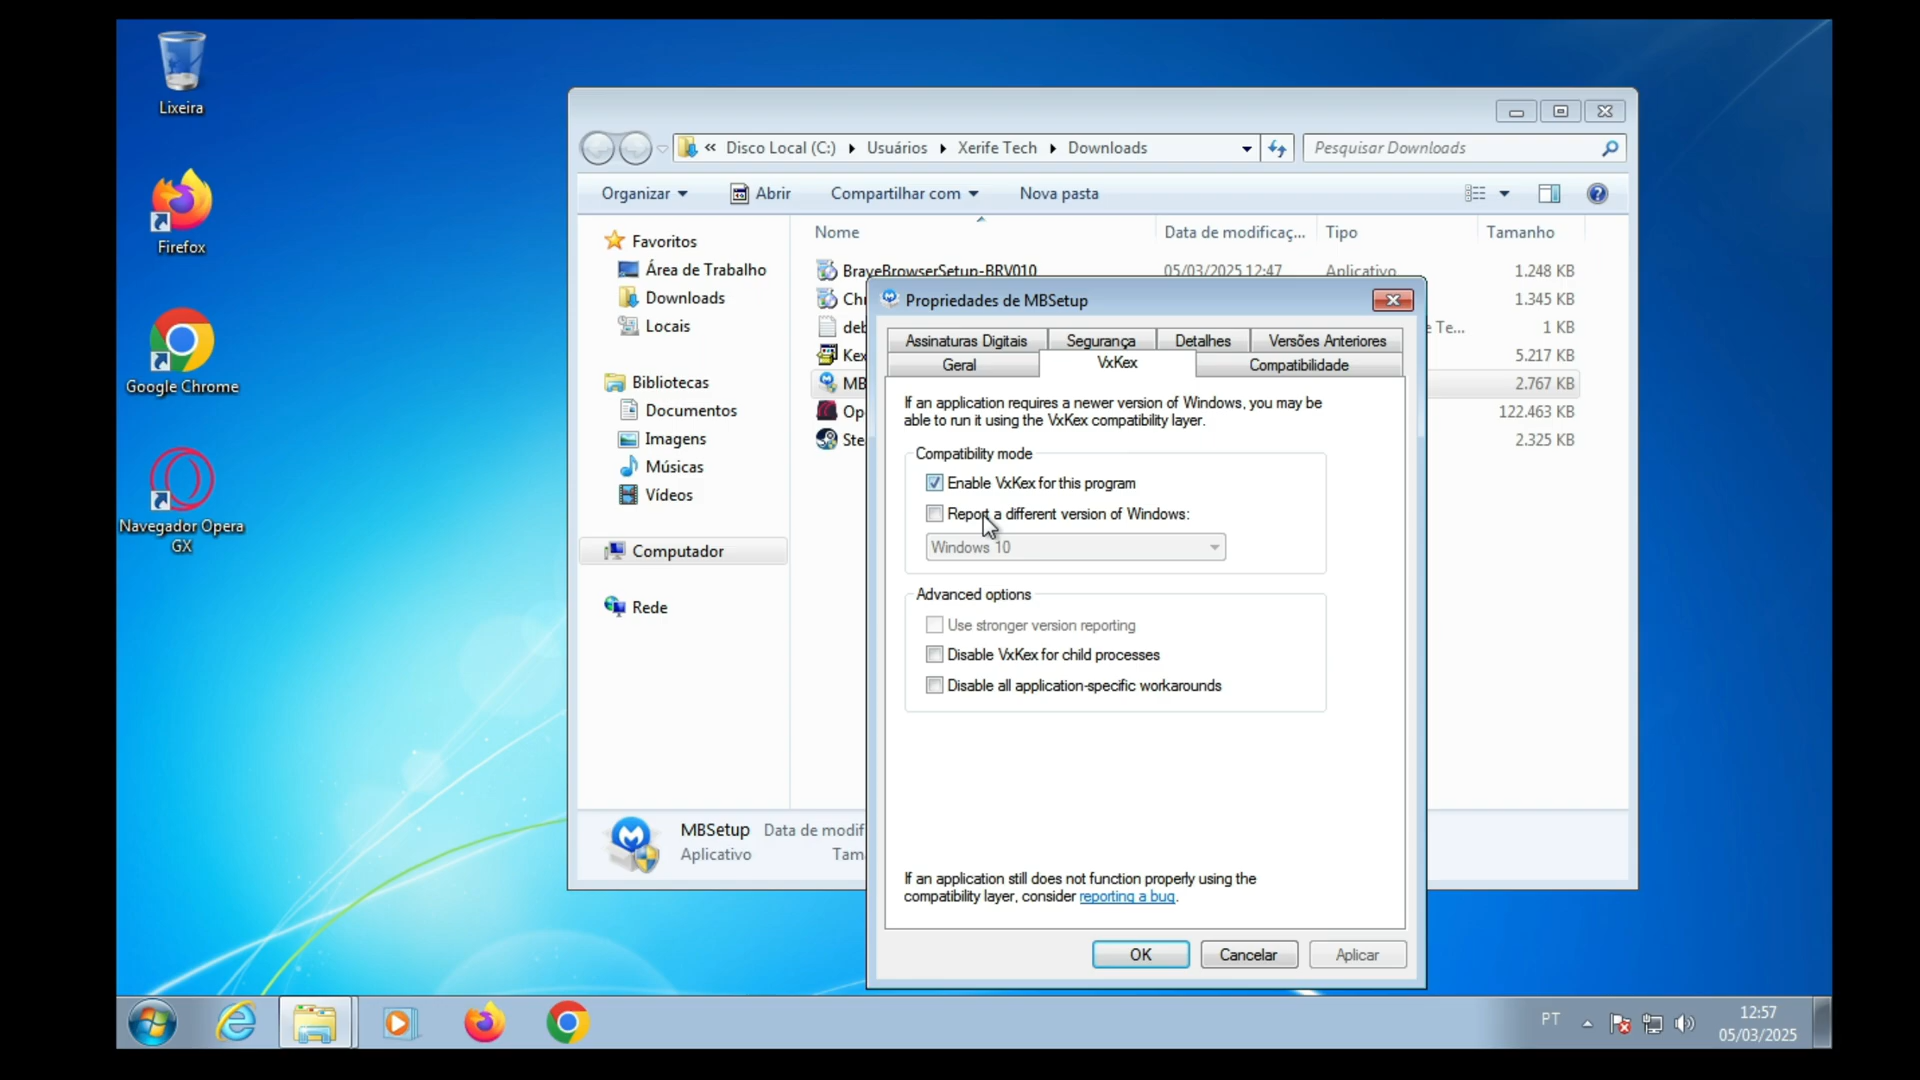 Lixeira
Firefox
Google Chrome
Navegador Opera
GX
« Disco Local (C:) Usuários Xerife Tech Downloads
Pesquisar Downloads
Organizar Abrir Compartilhar com Nova pasta
Favoritos
Área de Trabalho
Downloads
Locais
Bibliotecas
Documentos
Imagens
Músicas
Vídeos
Computador
Rede
Nome Data de modificaç... Tipo Tamanho
BraveBrowserSetup-BRV010 05/03/2025 12:47 Aplicativo 1.248 KB
Chr 1.345 KB
deb e Te... 1 KB
Kex 5.217 KB
MB 2.767 KB
Op 122.463 KB
Ste 2.325 KB
MBSetup Data de modif
Aplicativo Tam
Propriedades de MBSetup
Assinaturas Digitais Segurança Detalhes Versões Anteriores
Geral VxKex Compatibilidade
If an application requires a newer version of Windows, you may be
able to run it using the VxKex compatibility layer.
Compatibility mode
Enable VxKex for this program
Report a different version of Windows:
Windows 10
Advanced options
Use stronger version reporting
Disable VxKex for child processes
Disable all application-specific workarounds
If an application still does not function properly using the
compatibility layer, consider reporting a bug.
OK Cancelar Aplicar
PT
12:57
05/03/2025